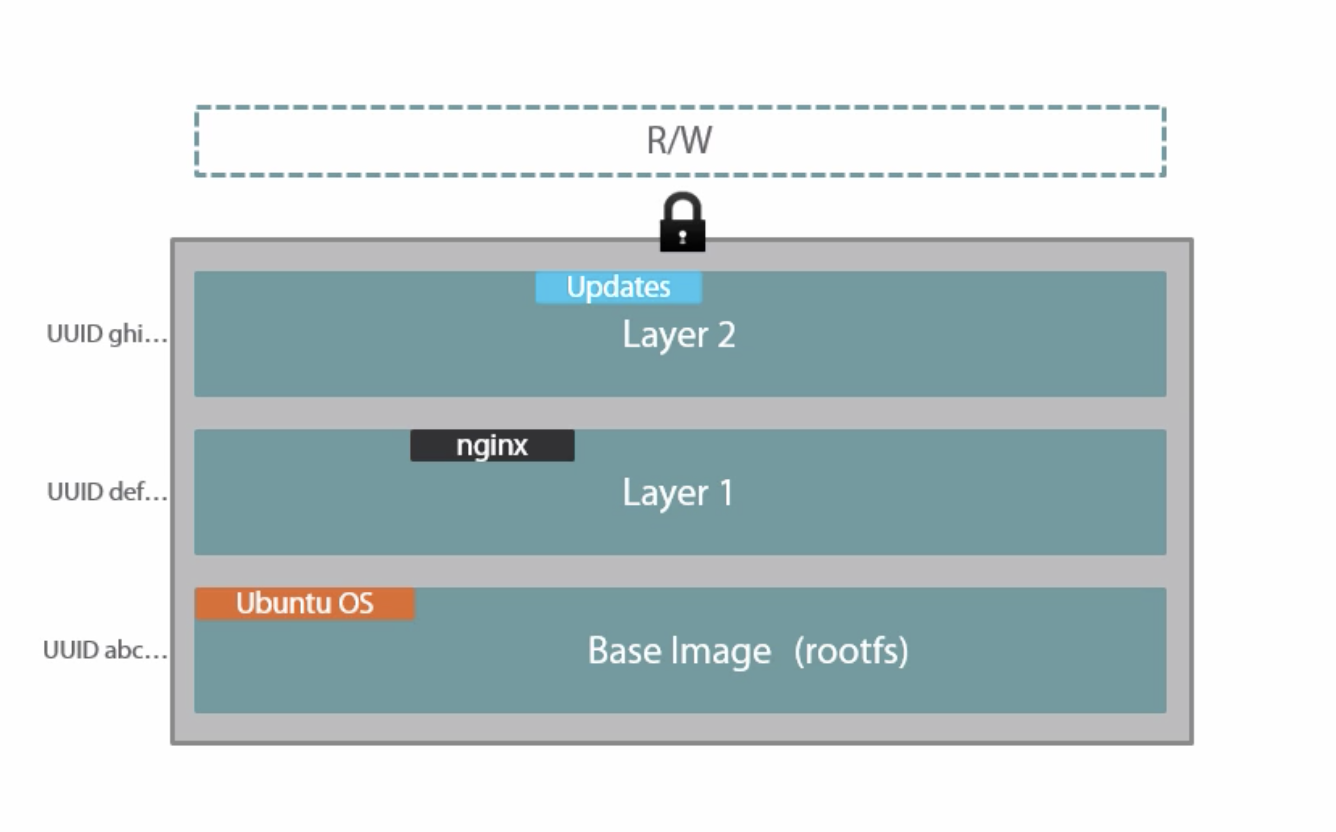 R/W
Updates
UUID ghi... Layer 2
nginx
UUID def... Layer 1
Ubuntu OS
UUID abc... Base Image (rootfs)